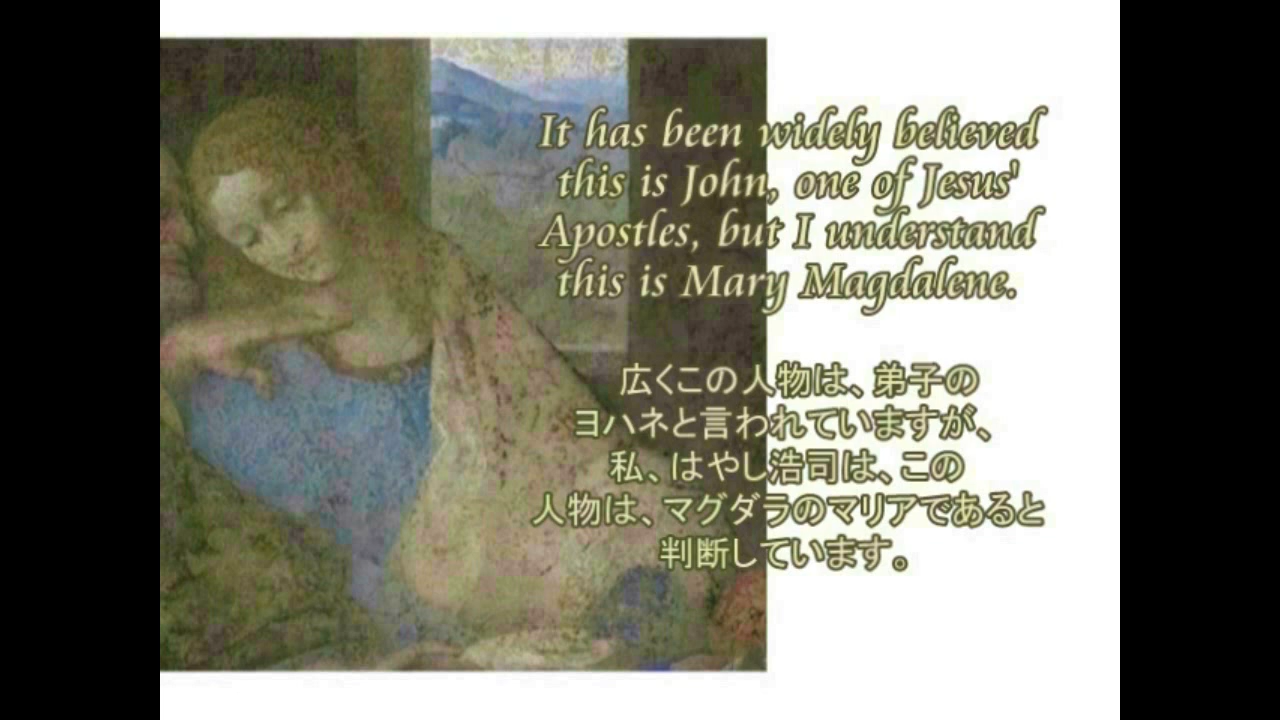 It has been widely believed
this is John, one of Jesus'
Apostles, but I understand
this is Mary Magdalene.
広くこの人物は、弟子の
ヨハネと言われていますが、
私、はやし浩司は、この
人物は、マグダラのマリアであると
判断しています。